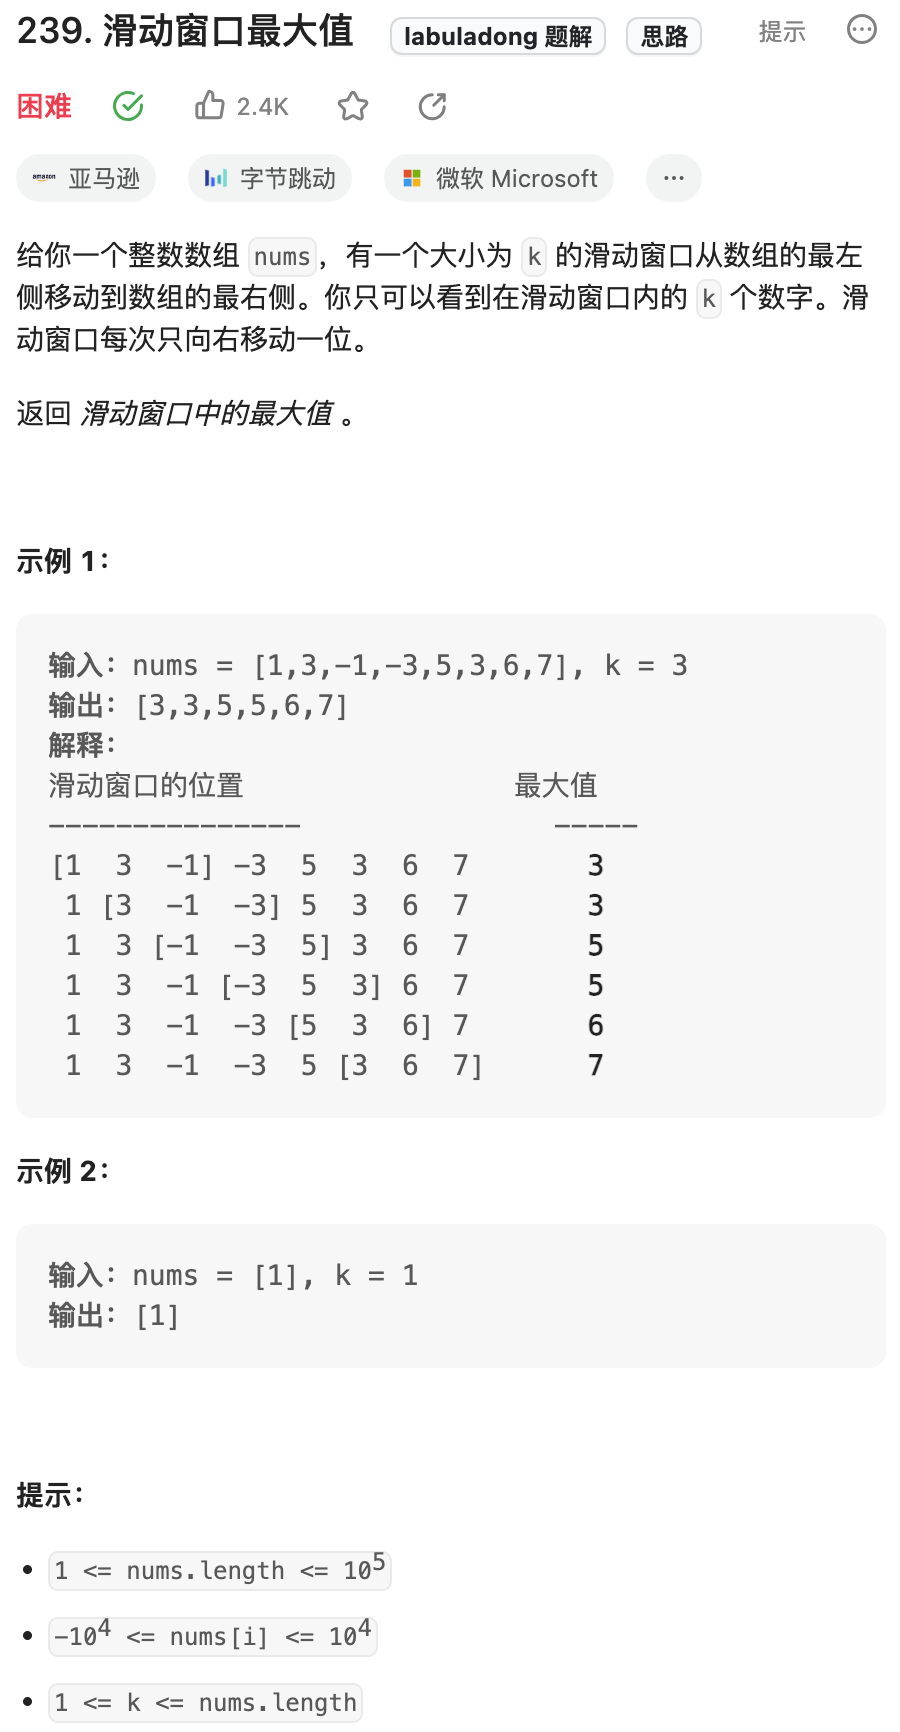 239. 滑动窗口最大值 labuladong 题解 思路 提示
困难 2.4K
amazon 亚马逊 字节跳动 微软 Microsoft ...
给你一个整数数组 nums，有一个大小为 k 的滑动窗口从数组的最左
侧移动到数组的最右侧。你只可以看到在滑动窗口内的 k 个数字。滑
动窗口每次只向右移动一位。
返回 滑动窗口中的最大值 。
示例 1：
输入：nums = [1,3,-1,-3,5,3,6,7], k = 3
输出：[3,3,5,5,6,7]
解释：
滑动窗口的位置                最大值
---------------               -----
[1  3  -1] -3  5  3  6  7       3
 1 [3  -1  -3] 5  3  6  7       3
 1  3 [-1  -3  5] 3  6  7       5
 1  3  -1 [-3  5  3] 6  7       5
 1  3  -1  -3 [5  3  6] 7       6
 1  3  -1  -3  5 [3  6  7]      7
示例 2：
输入：nums = [1], k = 1
输出：[1]
提示：
• 1 <= nums.length <= 10⁵
• -10⁴ <= nums[i] <= 10⁴
• 1 <= k <= nums.length